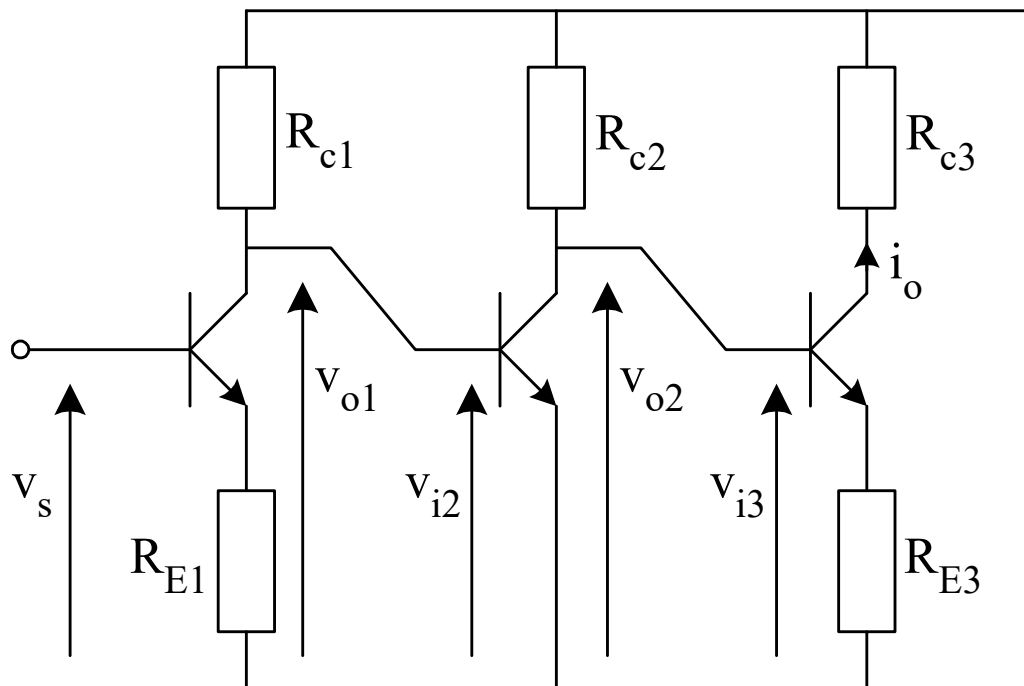 R_c1
R_c2
R_c3
i_o
v_o1
v_o2
v_s
v_i2
v_i3
R_E1
R_E3